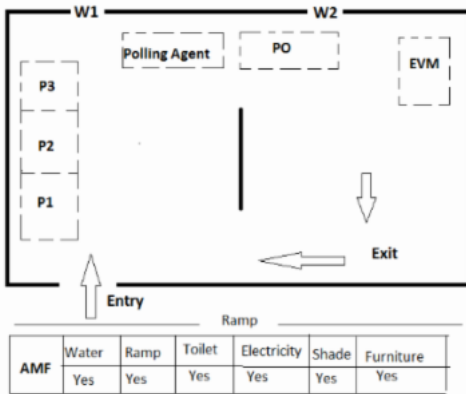 W1 W2
Polling Agent PO EVM
P3
P2
P1
Exit
Entry
Ramp
AMF Water Ramp Toilet Electricity Shade Furniture
Yes Yes Yes Yes Yes Yes